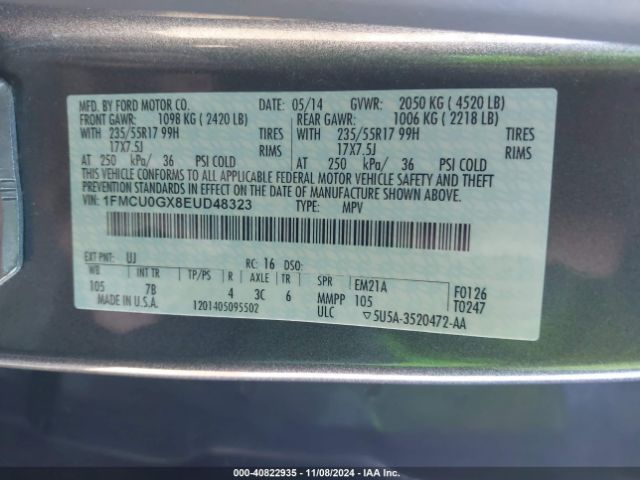 MFD. BY FORD MOTOR CO. DATE: 05/14 GVWR: 2050 KG ( 4520 LB)
FRONT GAWR: 1098 KG ( 2420 LB) REAR GAWR: 1006 KG ( 2218 LB)
WITH 235/55R17 99H TIRES WITH 235/55R17 99H TIRES
17X7.5J RIMS 17X7.5J RIMS
AT 250 kPa/ 36 PSI COLD AT 250 kPa/ 36 PSI COLD
THIS VEHICLE CONFORMS TO ALL APPLICABLE FEDERAL MOTOR VEHICLE SAFETY AND THEFT
PREVENTION STANDARDS IN EFFECT ON THE DATE OF MANUFACTURE SHOWN ABOVE.
VIN: 1FMCU0GX8EUD48323 TYPE: MPV
EXT PNT: UJ RC: 16 DSO:
WB INT TR TP/PS R AXLE TR SPR EM21A F0126
105 7B 4 3C 6 MMPP 105 T0247
MADE IN U.S.A. 1201405095502 ULC ▽5U5A-3520472-AA
000-40822935 - 11/08/2024 - IAA Inc.